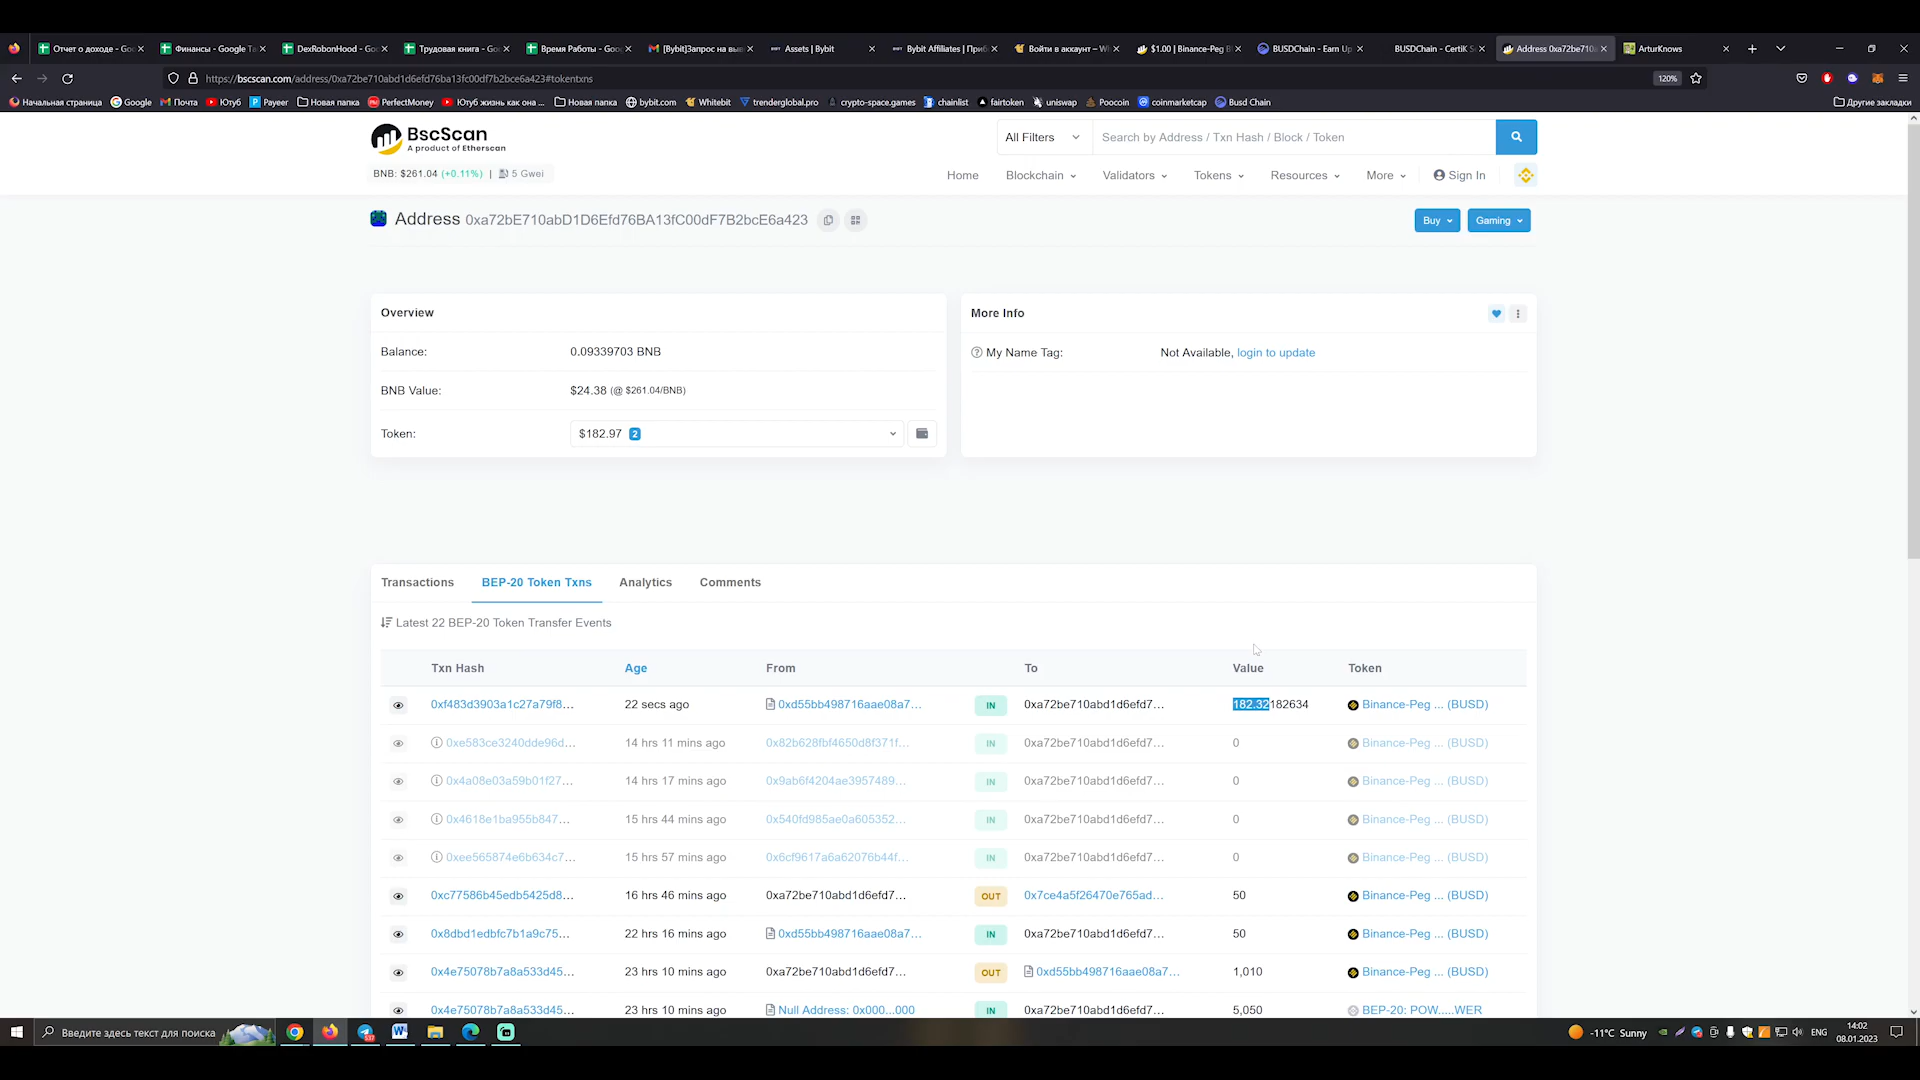 Отчет о доходе - Goo
Финансы - Google Та
DexRobonHood - Goo
Трудовая книга - Goo
Время Работы - Goog
[Bybit]Запрос на выв
Assets | Bybit
Bybit Affiliates | Приб
Войти в аккаунт – W
$1.00 | Binance-Peg B
BUSDChain - Earn Up
BUSDChain - CertiK S
Address 0xa72be710a
ArturKnows
https://bscscan.com/address/0xa72be710abd1d6efd76ba13fc00df7b2bce6a423#tokentxns
120%
Начальная страница
Google
Почта
Ютуб
Payeer
Новая папка
PerfectMoney
Ютуб жизнь как она ...
Новая папка
bybit.com
Whitebit
trenderglobal.pro
crypto-space.games
chainlist
fairtoken
uniswap
Poocoin
coinmarketcap
Busd Chain
Другие закладки
BscScan
A product of Etherscan
All Filters
Search by Address / Txn Hash / Block / Token
BNB: $261.04 (+0.11%) | 5 Gwei
Home
Blockchain
Validators
Tokens
Resources
More
Sign In
Address 0xa72bE710abD1D6Efd76BA13fC00dF7B2bcE6a423
Buy
Gaming
Overview
Balance: 0.09339703 BNB
BNB Value: $24.38 (@ $261.04/BNB)
Token: $182.97 2
More Info
My Name Tag: Not Available, login to update
Transactions
BEP-20 Token Txns
Analytics
Comments
Latest 22 BEP-20 Token Transfer Events
Txn Hash Age From To Value Token
0xf483d3903a1c27a79f8... 22 secs ago 0xd55bb498716aae08a7... IN 0xa72be710abd1d6efd7... 182.32182634 Binance-Peg ... (BUSD)
0xe583ce3240dde96d... 14 hrs 11 mins ago 0x82b628fbf4650d8f371f... IN 0xa72be710abd1d6efd7... 0 Binance-Peg ... (BUSD)
0x4a08e03a59b01f27... 14 hrs 17 mins ago 0x9ab6f4204ae3957489... IN 0xa72be710abd1d6efd7... 0 Binance-Peg ... (BUSD)
0x4618e1ba955b847... 15 hrs 44 mins ago 0x540fd985ae0a605352... IN 0xa72be710abd1d6efd7... 0 Binance-Peg ... (BUSD)
0xee565874e6b634c7... 15 hrs 57 mins ago 0x6cf9617a6a62076b44f... IN 0xa72be710abd1d6efd7... 0 Binance-Peg ... (BUSD)
0xc77586b45edb5425d8... 16 hrs 46 mins ago 0xa72be710abd1d6efd7... OUT 0x7ce4a5f26470e765ad... 50 Binance-Peg ... (BUSD)
0x8dbd1edbfc7b1a9c75... 22 hrs 16 mins ago 0xd55bb498716aae08a7... IN 0xa72be710abd1d6efd7... 50 Binance-Peg ... (BUSD)
0x4e75078b7a8a533d45... 23 hrs 10 mins ago 0xa72be710abd1d6efd7... OUT 0xd55bb498716aae08a7... 1,010 Binance-Peg ... (BUSD)
0x4e75078b7a8a533d45... 23 hrs 10 mins ago Null Address: 0x000...000 IN 0xa72be710abd1d6efd7... 5,050 BEP-20: POW.....WER
Введите здесь текст для поиска
-11°C Sunny
ENG
14:02
08.01.2023